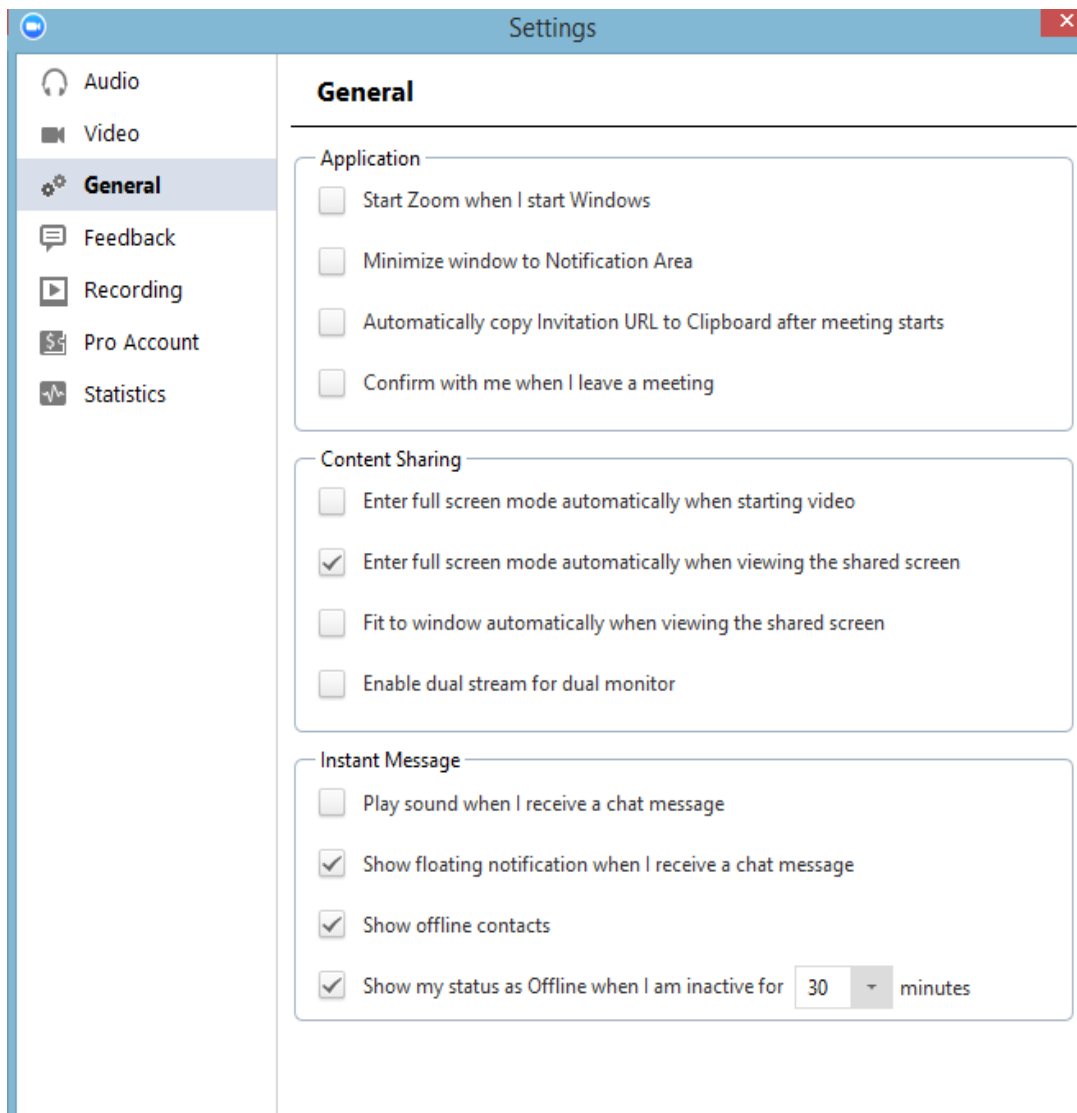 Settings
Audio
Video
General
Feedback
Recording
Pro Account
Statistics
General
Application
Start Zoom when I start Windows
Minimize window to Notification Area
Automatically copy Invitation URL to Clipboard after meeting starts
Confirm with me when I leave a meeting
Content Sharing
Enter full screen mode automatically when starting video
Enter full screen mode automatically when viewing the shared screen
Fit to window automatically when viewing the shared screen
Enable dual stream for dual monitor
Instant Message
Play sound when I receive a chat message
Show floating notification when I receive a chat message
Show offline contacts
Show my status as Offline when I am inactive for 30 minutes